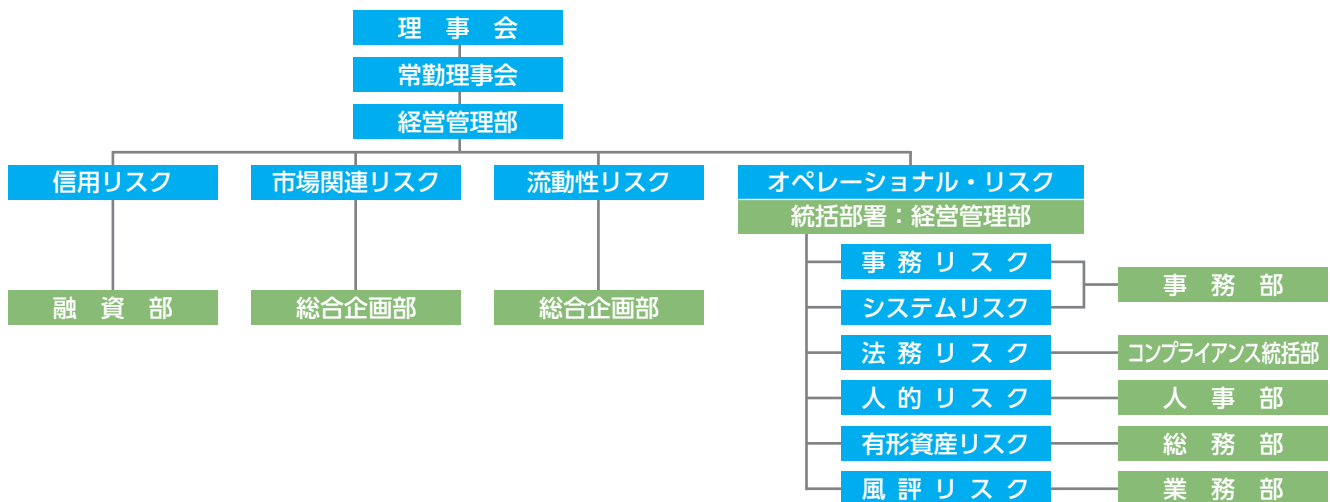 理事会
常勤理事会
経営管理部
信用リスク
市場関連リスク
流動性リスク
オペレーショナル・リスク
統括部署：経営管理部
融資部
総合企画部
総合企画部
事務リスク
システムリスク
事務部
法務リスク
コンプライアンス統括部
人的リスク
人事部
有形資産リスク
総務部
風評リスク
業務部